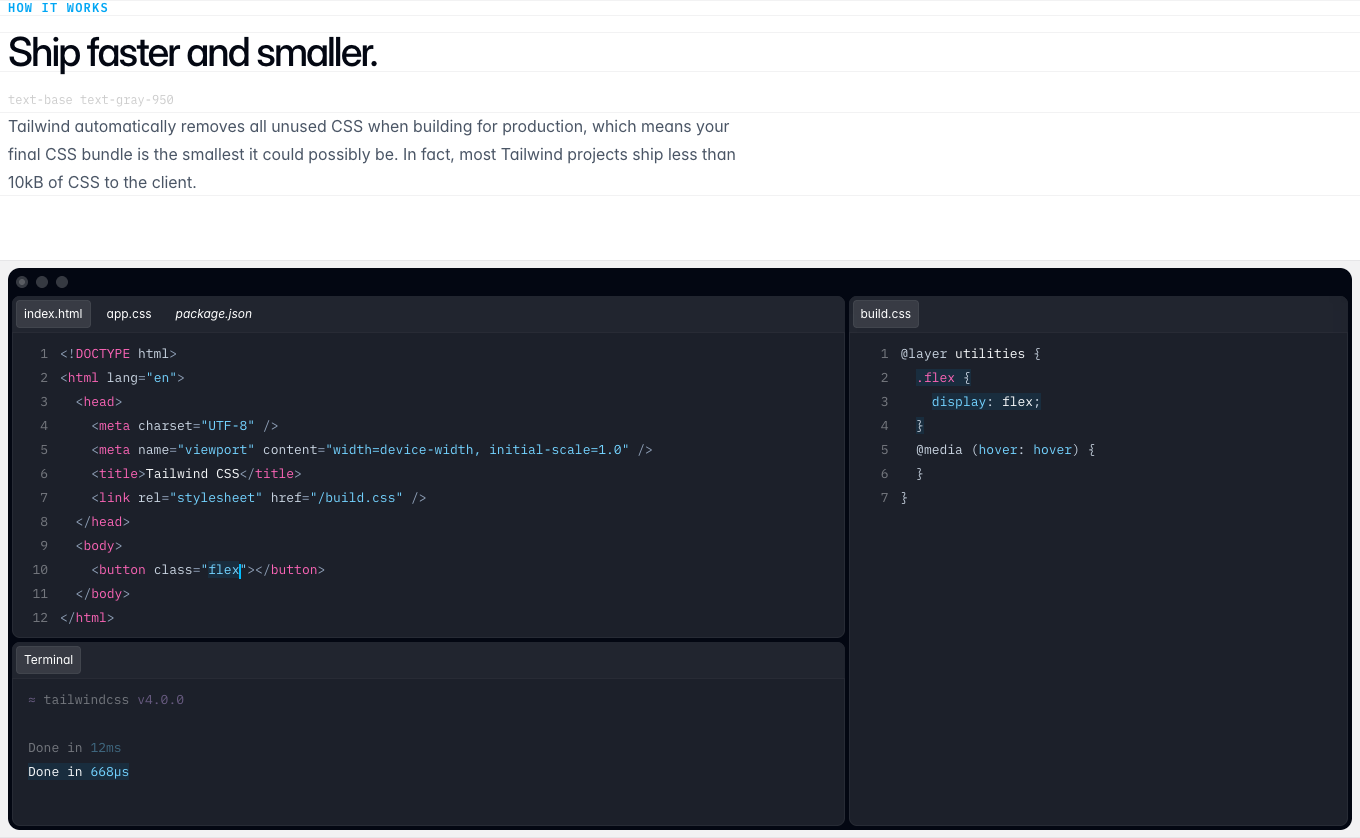 HOW IT WORKS
Ship faster and smaller.
text-base text-gray-950
Tailwind automatically removes all unused CSS when building for production, which means your
final CSS bundle is the smallest it could possibly be. In fact, most Tailwind projects ship less than
10kB of CSS to the client.
index.html app.css package.json
1 <!DOCTYPE html>
2 <html lang="en">
3 <head>
4 <meta charset="UTF-8" />
5 <meta name="viewport" content="width=device-width, initial-scale=1.0" />
6 <title>Tailwind CSS</title>
7 <link rel="stylesheet" href="/build.css" />
8 </head>
9 <body>
10 <button class="flex"></button>
11 </body>
12 </html>
Terminal
≈ tailwindcss v4.0.0
Done in 12ms
Done in 668µs
build.css
1 @layer utilities {
2 .flex {
3 display: flex;
4 }
5 @media (hover: hover) {
6 }
7 }